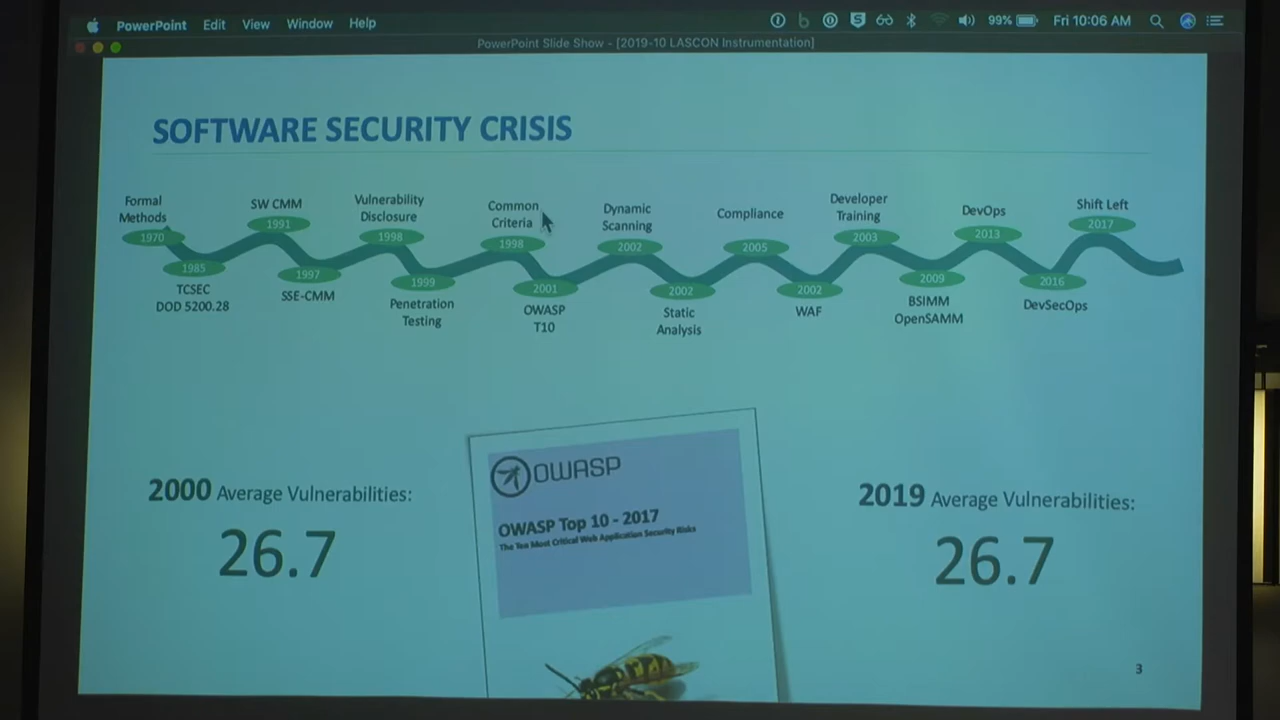 PowerPoint Edit View Window Help
99% Fri 10:06 AM
PowerPoint Slide Show - [2019-10 LASCON Instrumentation]
SOFTWARE SECURITY CRISIS
Formal
Methods
1970
1985
TCSEC
DOD 5200.28
SW CMM
1991
1997
SSE-CMM
Vulnerability
Disclosure
1998
1999
Penetration
Testing
Common
Criteria
1998
2001
OWASP
T10
Dynamic
Scanning
2002
2002
Static
Analysis
Compliance
2005
2002
WAF
Developer
Training
2003
2009
BSIMM
OpenSAMM
DevOps
2013
2016
DevSecOps
Shift Left
2017
2000 Average Vulnerabilities:
26.7
OWASP
OWASP Top 10 - 2017
The Ten Most Critical Web Application Security Risks
2019 Average Vulnerabilities:
26.7
3